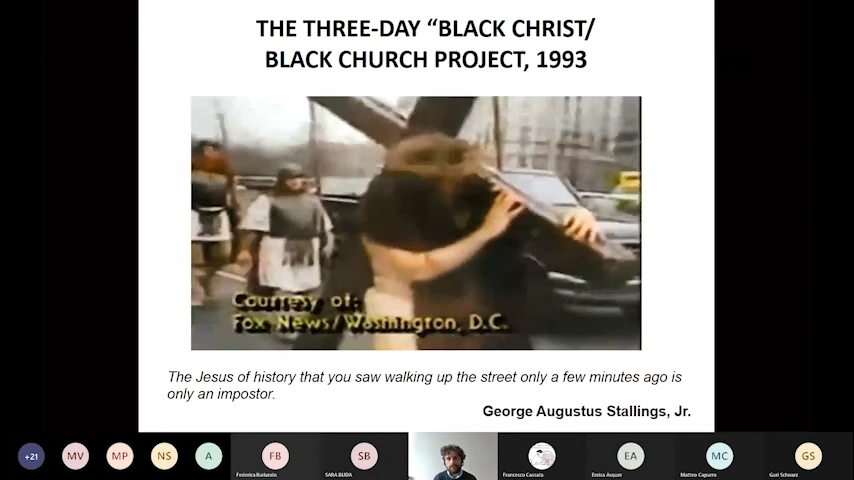 THE THREE-DAY “BLACK CHRIST/
BLACK CHURCH PROJECT, 1993
Courtesy of:
Fox News/Washington, D.C.
The Jesus of history that you saw walking up the street only a few minutes ago is
only an impostor.
George Augustus Stallings, Jr.
+21
MV
MP
NS
A
FB
SB
EA
MC
GS
Federica Burlando
SARA BUDA
Francesco Cassata
Enrica Asquer
Matteo Capurro
Guri Schwarz